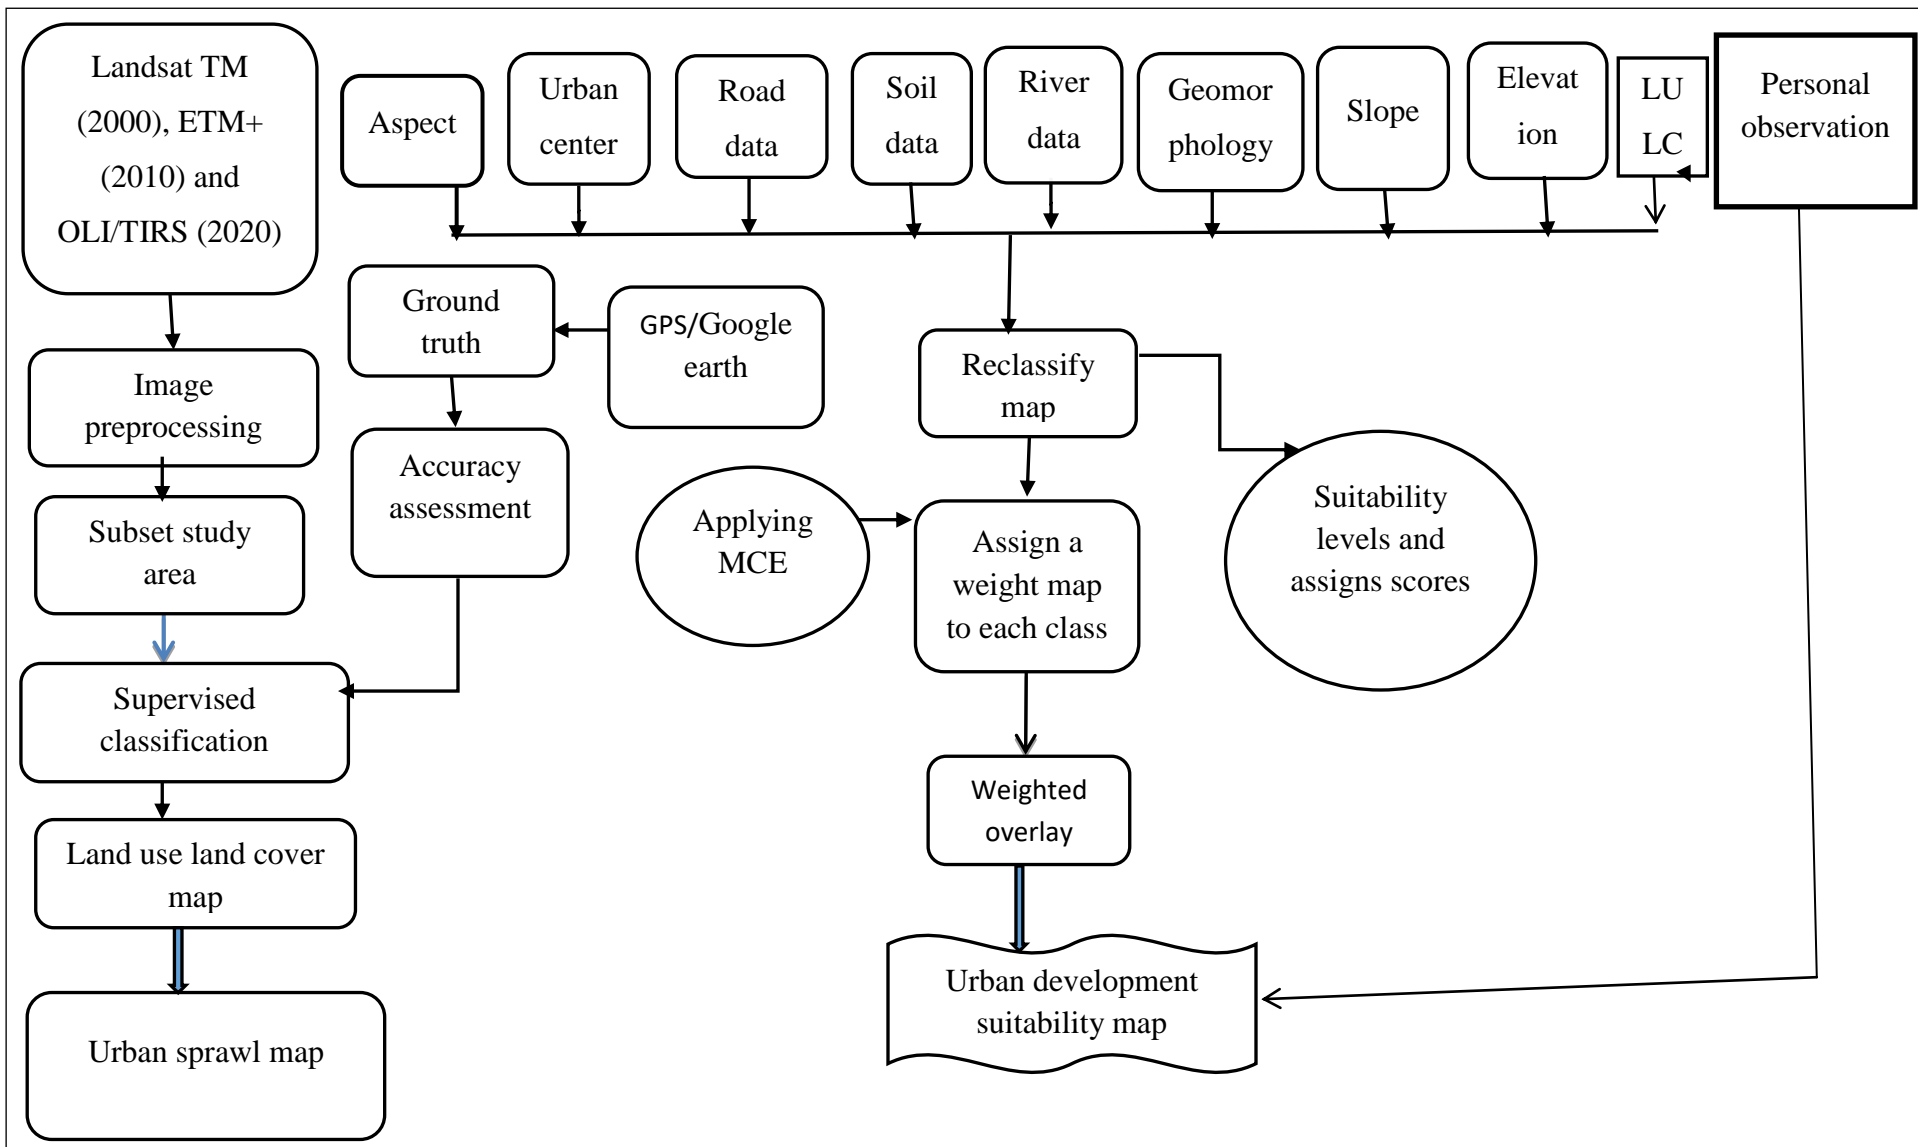 Landsat TM
(2000), ETM+
(2010) and
OLI/TIRS (2020)
Aspect
Urban
center
Road
data
Soil
data
River
data
Geomor
phology
Slope
Elevat
ion
LU
LC
Personal
observation
Ground
truth
GPS/Google
earth
Reclassify
map
Image
preprocessing
Accuracy
assessment
Suitability
levels and
assigns scores
Applying
MCE
Assign a
weight map
to each class
Subset study
area
Supervised
classification
Weighted
overlay
Land use land cover
map
Urban development
suitability map
Urban sprawl map